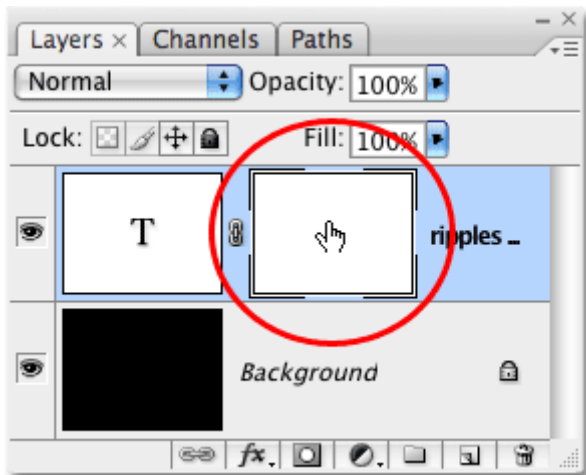 Layers × Channels Paths
Normal Opacity: 100%
Lock: Fill: 100%
T ripples ...
Background
fx.